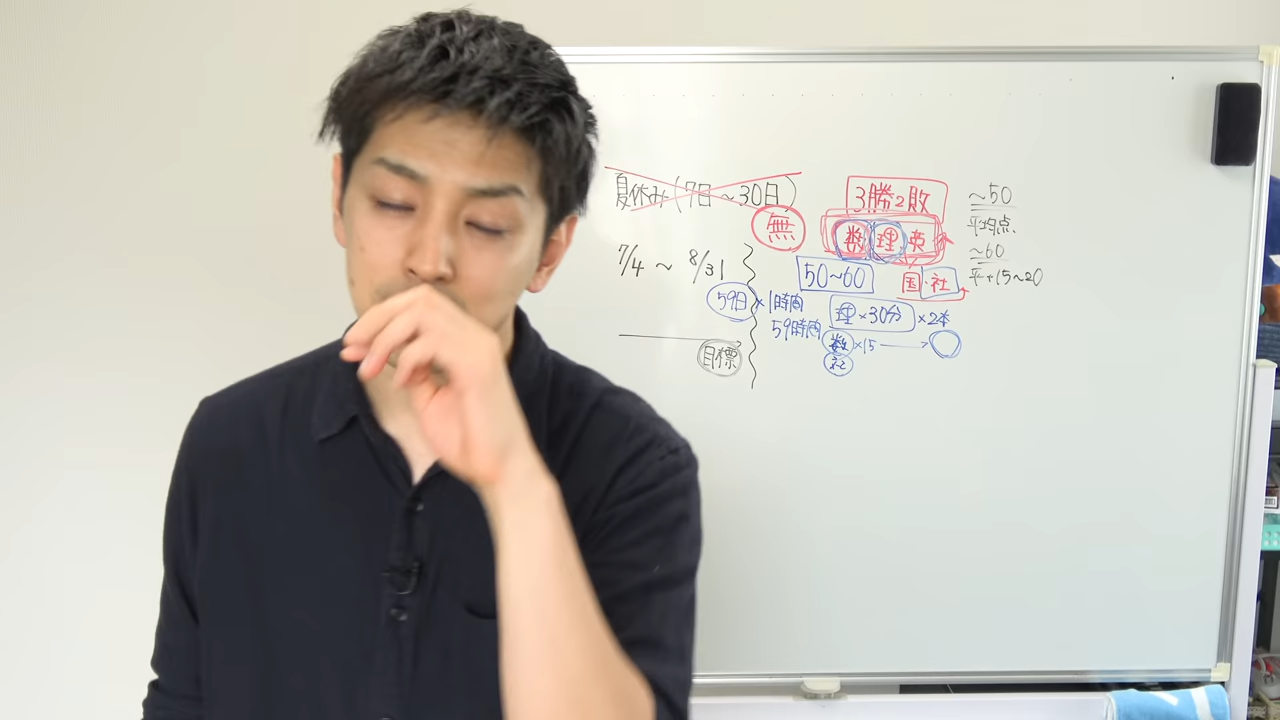 夏休み(7日～30日)
無
7/4 ～ 8/31
59日 × 1時間
59時間
目標
3勝2敗
数 理 英
国・社
50～60
理×30分 ×2本
数×15
社
～50
平均点、
～60
平+15～20